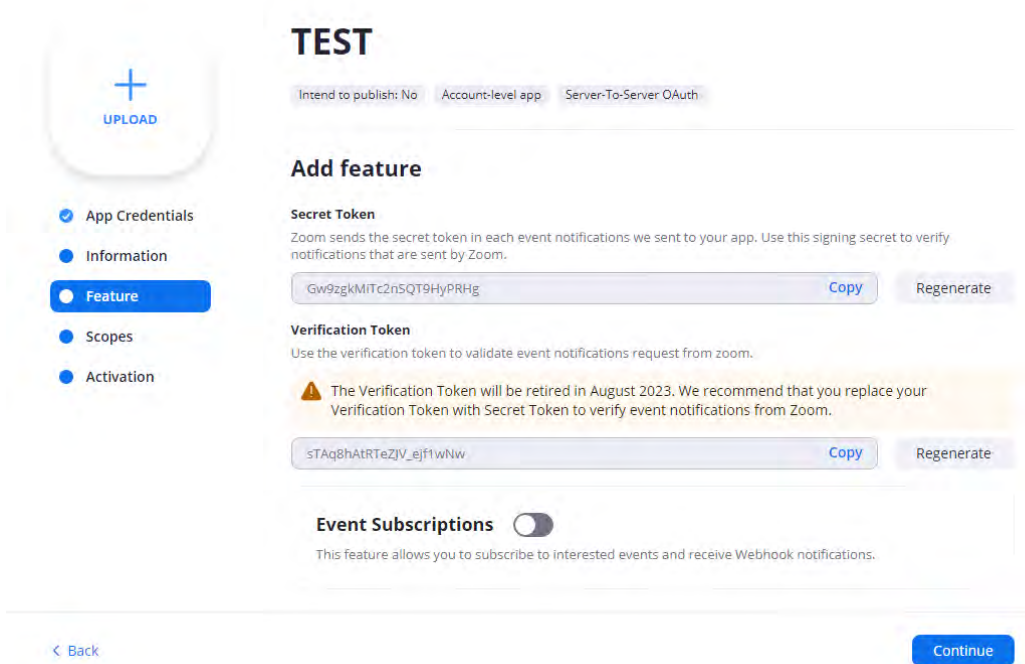 TEST
Intend to publish: No Account-level app Server-To-Server OAuth
UPLOAD
App Credentials
Information
Feature
Scopes
Activation
Add feature
Secret Token
Zoom sends the secret token in each event notifications we sent to your app. Use this signing secret to verify
notifications that are sent by Zoom.
Gw9zgkMiTc2nSQT9HyPRHg Copy Regenerate
Verification Token
Use the verification token to validate event notifications request from zoom.
The Verification Token will be retired in August 2023. We recommend that you replace your
Verification Token with Secret Token to verify event notifications from Zoom.
sTAq8hAtRTeZJV_ejf1wNw Copy Regenerate
Event Subscriptions
This feature allows you to subscribe to interested events and receive Webhook notifications.
< Back
Continue